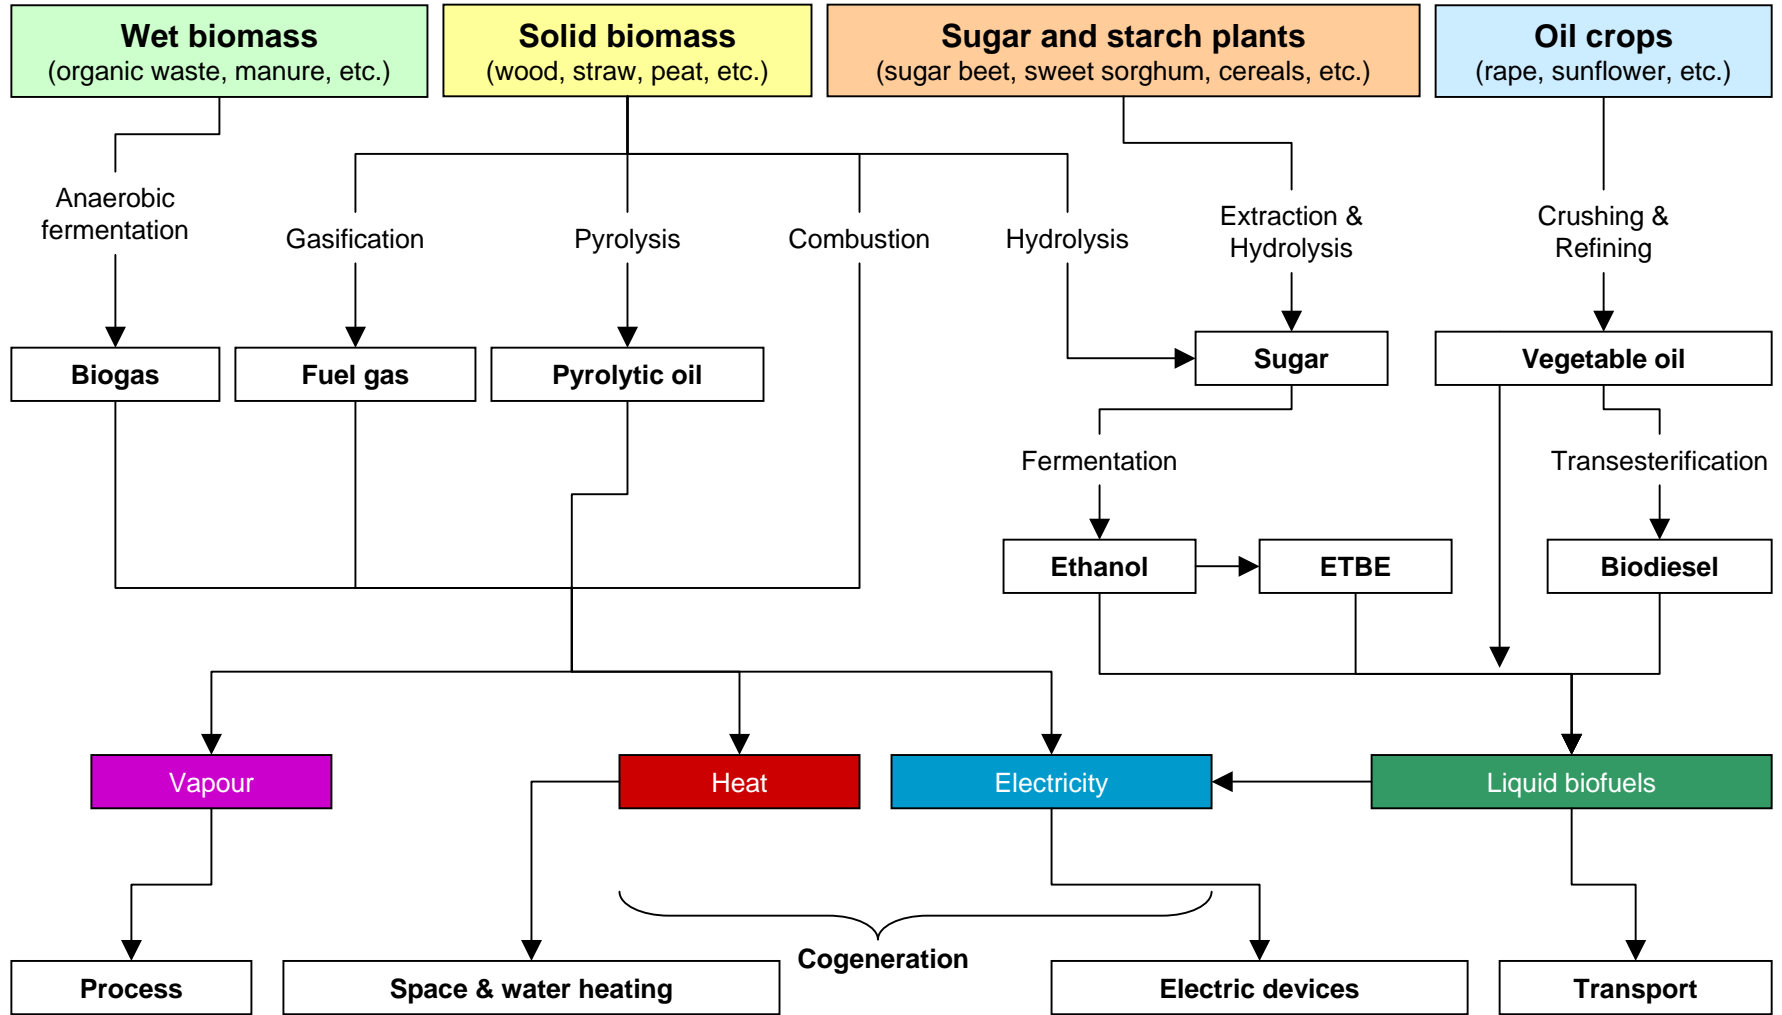 Wet biomass
(organic waste, manure, etc.)
Solid biomass
(wood, straw, peat, etc.)
Sugar and starch plants
(sugar beet, sweet sorghum, cereals, etc.)
Oil crops
(rape, sunflower, etc.)
Anaerobic
fermentation
Gasification
Pyrolysis
Combustion
Hydrolysis
Extraction &
Hydrolysis
Crushing &
Refining
Biogas
Fuel gas
Pyrolytic oil
Sugar
Vegetable oil
Fermentation
Transesterification
Ethanol
ETBE
Biodiesel
Vapour
Heat
Electricity
Liquid biofuels
Cogeneration
Process
Space & water heating
Electric devices
Transport